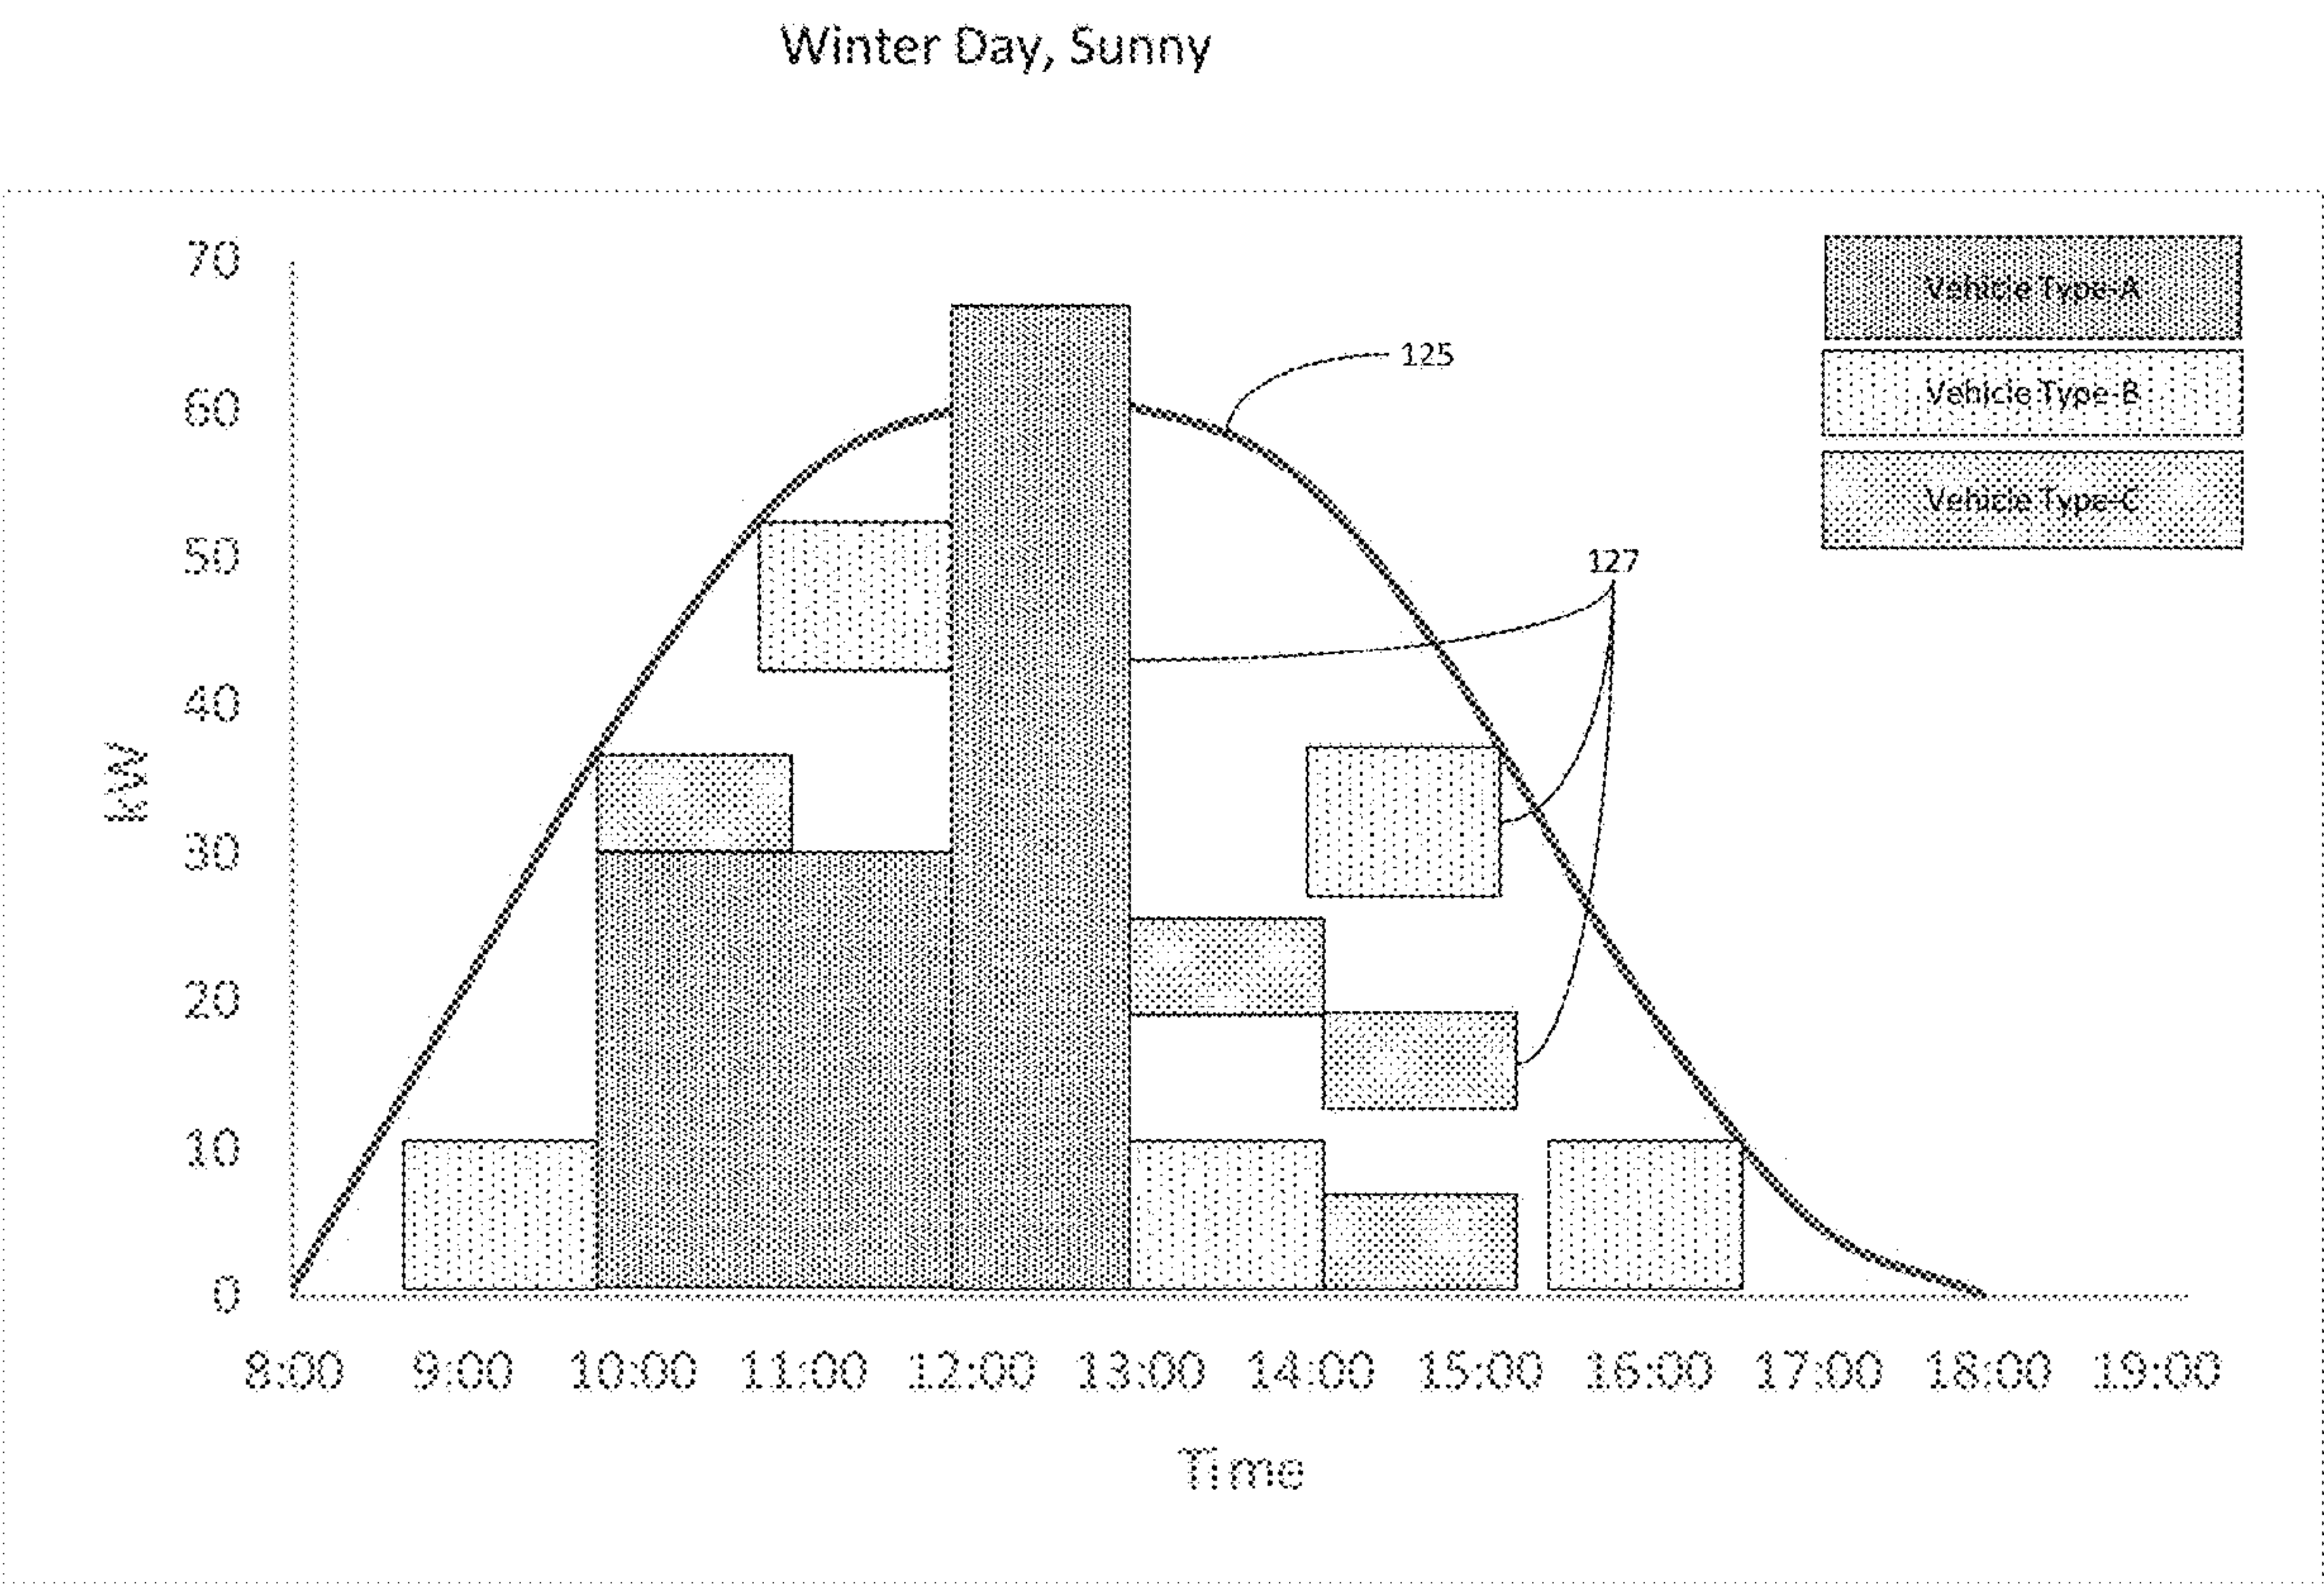 Winter Day, Sunny
70
60
50
40
30
20
10
0
kW
8:00 9:00 10:00 11:00 12:00 13:00 14:00 15:00 16:00 17:00 18:00 19:00
Time
125
127
Vehicle Type-A
Vehicle Type-B
Vehicle Type-C